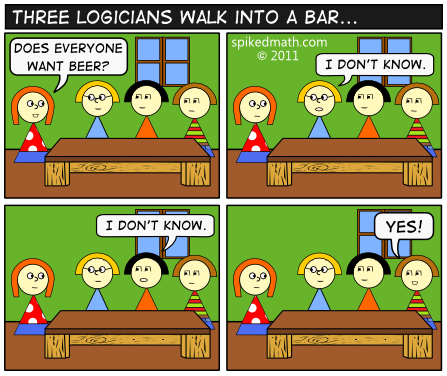 THREE LOGICIANS WALK INTO A BAR...
DOES EVERYONE
WANT BEER?
spikedmath.com
© 2011
I DON'T KNOW.
I DON'T KNOW.
YES!